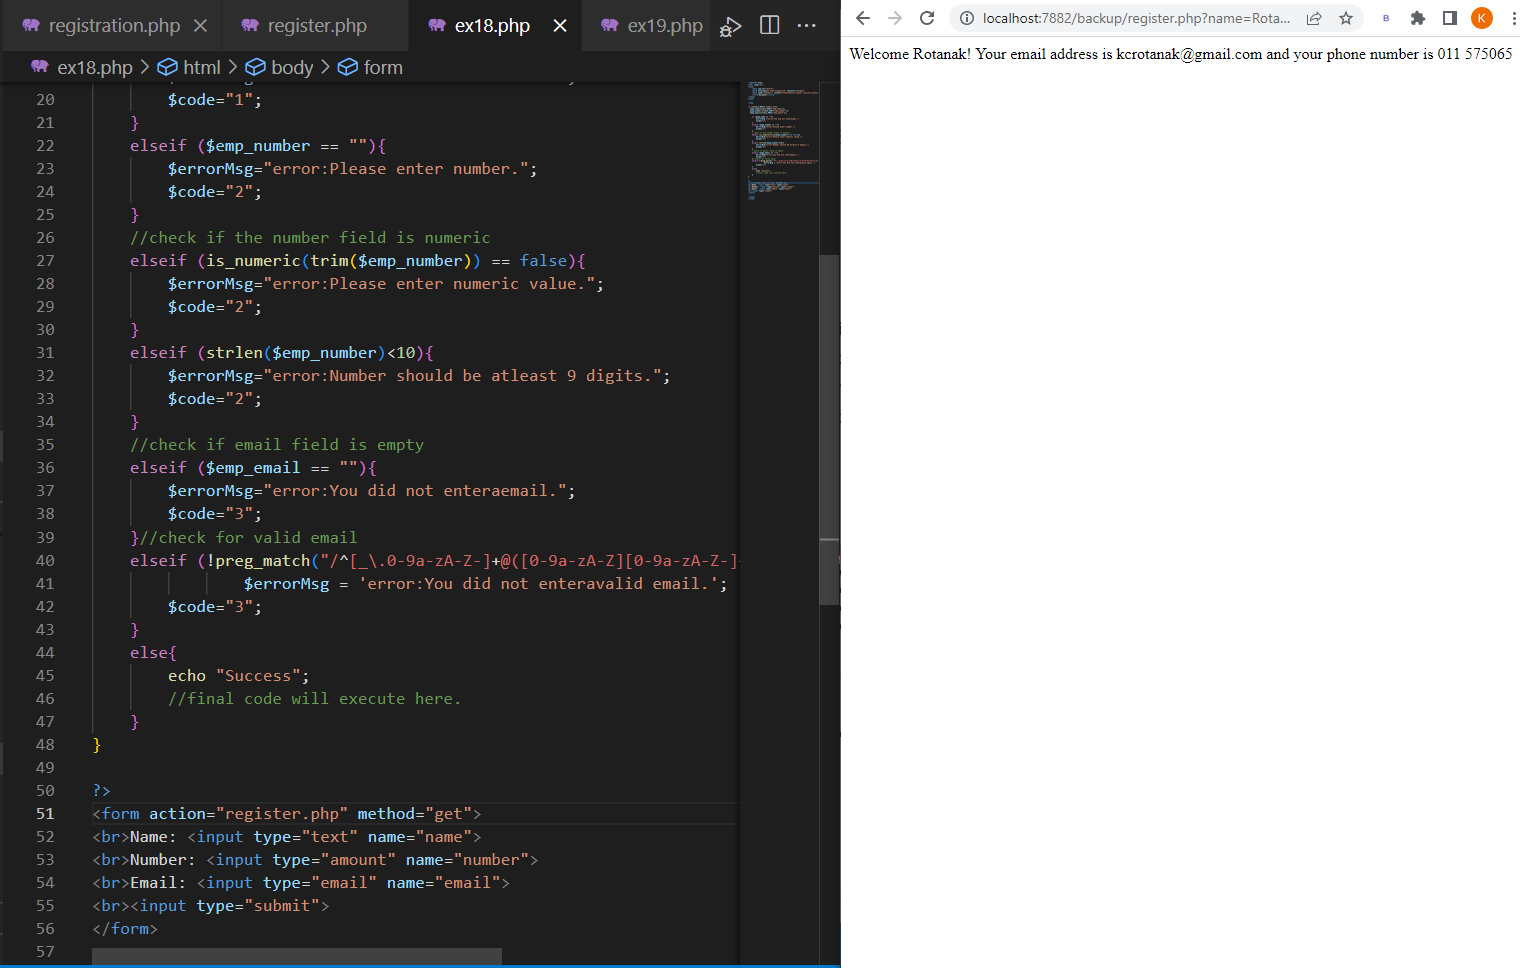 registration.php register.php ex18.php ex19.php
ex18.php > html > body > form
20 $code="1";
21 }
22 elseif ($emp_number == ""){
23 $errorMsg="error:Please enter number.";
24 $code="2";
25 }
26 //check if the number field is numeric
27 elseif (is_numeric(trim($emp_number)) == false){
28 $errorMsg="error:Please enter numeric value.";
29 $code="2";
30 }
31 elseif (strlen($emp_number)<10){
32 $errorMsg="error:Number should be atleast 9 digits.";
33 $code="2";
34 }
35 //check if email field is empty
36 elseif ($emp_email == ""){
37 $errorMsg="error:You did not enteraemail.";
38 $code="3";
39 }//check for valid email
40 elseif (!preg_match("/^[_\.0-9a-zA-Z-]+@([0-9a-zA-Z][0-9a-zA-Z-]
41 $errorMsg = 'error:You did not enteravalid email.';
42 $code="3";
43 }
44 else{
45 echo "Success";
46 //final code will execute here.
47 }
48 }
49
50 ?>
51 <form action="register.php" method="get">
52 <br>Name: <input type="text" name="name">
53 <br>Number: <input type="amount" name="number">
54 <br>Email: <input type="email" name="email">
55 <br><input type="submit">
56 </form>
57
localhost:7882/backup/register.php?name=Rota... B K
Welcome Rotanak! Your email address is kcrotanak@gmail.com and your phone number is 011 575065